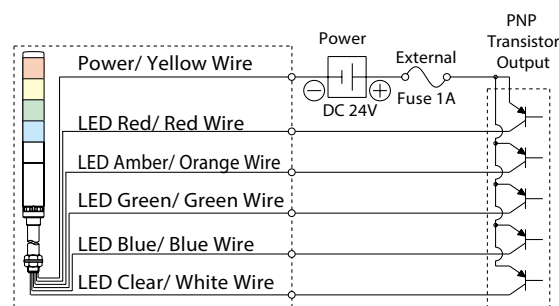 PNP
Transistor
Output
Power
External
Fuse 1A
DC 24V
Power/ Yellow Wire
LED Red/ Red Wire
LED Amber/ Orange Wire
LED Green/ Green Wire
LED Blue/ Blue Wire
LED Clear/ White Wire